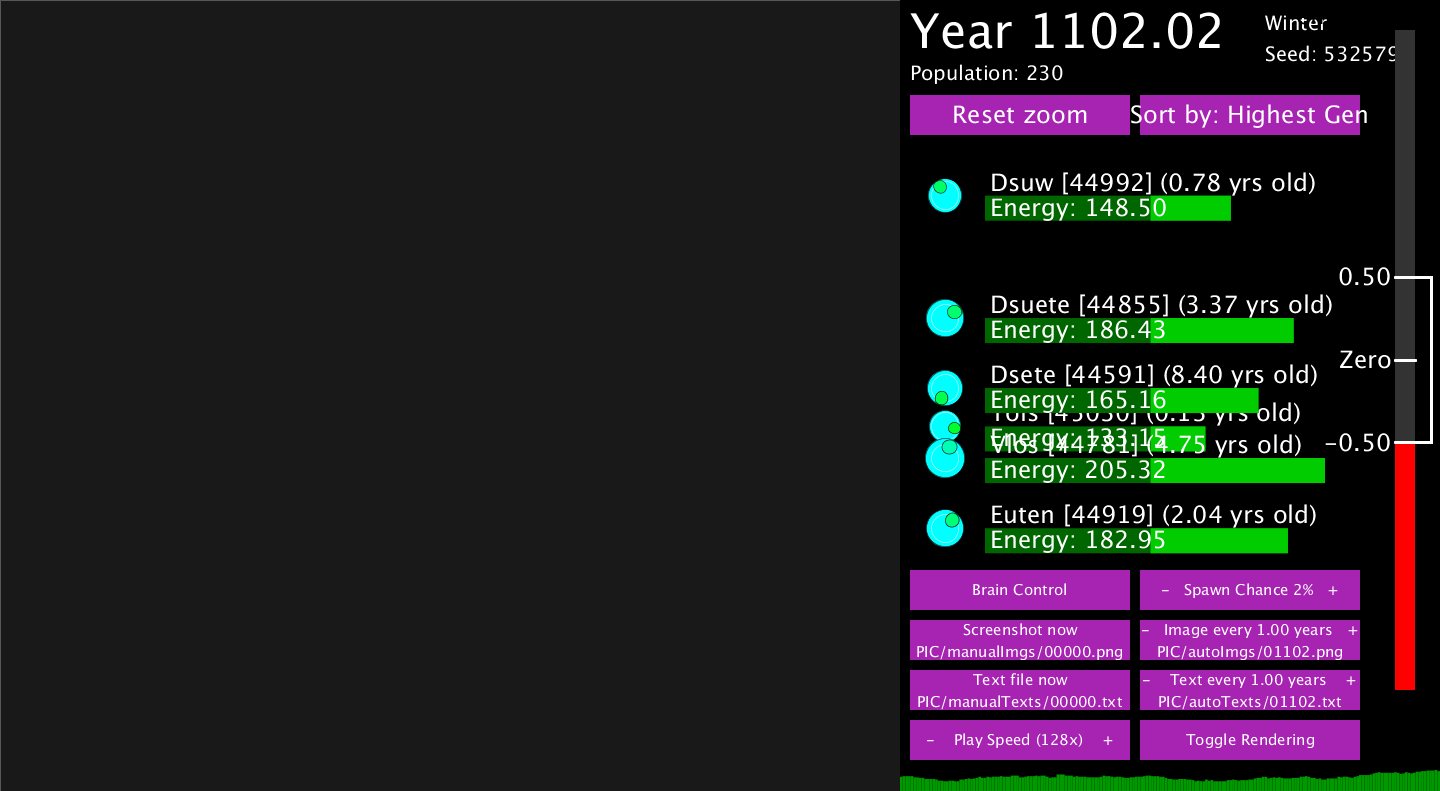 Year 1102.02
Winter
Seed: 532579
Population: 230
Reset zoom
Sort by: Highest Gen
Dsuw [44992] (0.78 yrs old)
Energy: 148.50
0.50
Dsuete [44855] (3.37 yrs old)
Energy: 186.43
Zero
Dsete [44591] (8.40 yrs old)
Energy: 165.16
yrs old)
Energy: 133.15
-0.50
Vlos [44781] (4.75 yrs old)
Energy: 205.32
Euten [44919] (2.04 yrs old)
Energy: 182.95
Brain Control
- Spawn Chance 2% +
Screenshot now
PIC/manualImgs/00000.png
- Image every 1.00 years +
PIC/autoImgs/01102.png
Text file now
PIC/manualTexts/00000.txt
- Text every 1.00 years +
PIC/autoTexts/01102.txt
- Play Speed (128x) +
Toggle Rendering